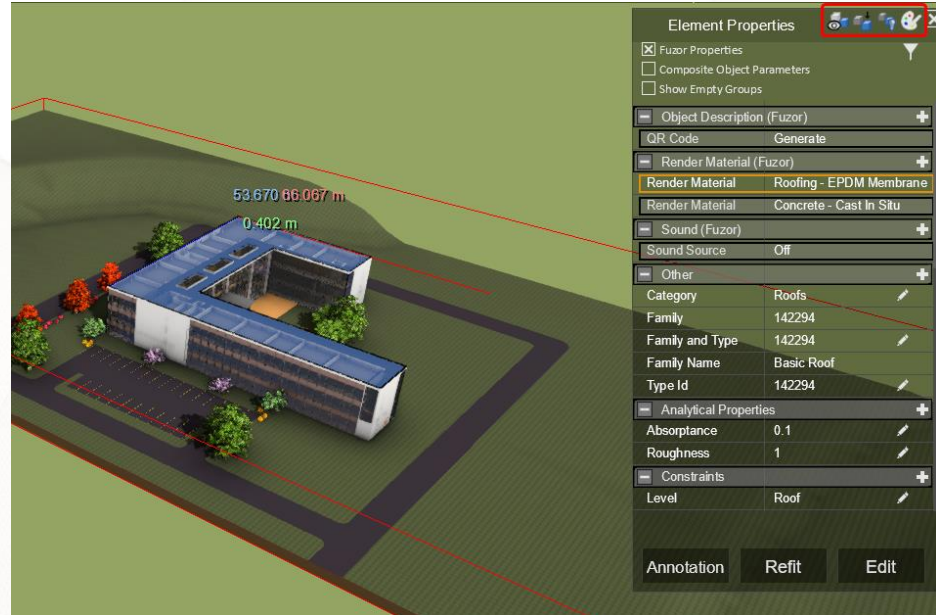 Element Properties
Fuzor Properties
Composite Object Parameters
Show Empty Groups
Object Description (Fuzor)
QR Code Generate
Render Material (Fuzor)
Render Material Roofing - EPDM Membrane
Render Material Concrete - Cast In Situ
Sound (Fuzor)
Sound Source Off
Other
Category Roofs
Family 142294
Family and Type 142294
Family Name Basic Roof
Type Id 142294
Analytical Properties
Absorptance 0.1
Roughness 1
Constraints
Level Roof
Annotation Refit Edit
53.670 66.067 m
0.402 m